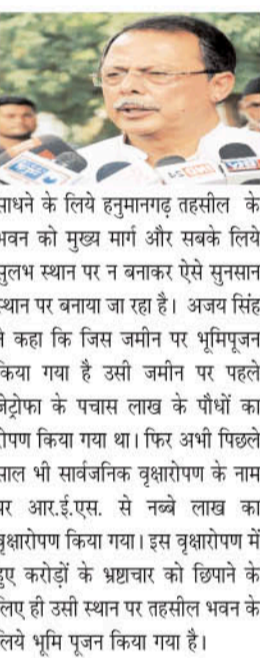 साधने के लिये हनुमानगढ़ तहसील के
भवन को मुख्य मार्ग और सबके लिये
सुलभ स्थान पर न बनाकर ऐसे सुनसान
स्थान पर बनाया जा रहा है। अजय सिंह
ने कहा कि जिस जमीन पर भूमिपूजन
किया गया है उसी जमीन पर पहले
जेट्रोफा के पचास लाख के पौधों का
रोपण किया गया था। फिर अभी पिछले
साल भी सार्वजनिक वृक्षारोपण के नाम
पर आर.ई.एस. से नब्बे लाख का
वृक्षारोपण किया गया। इस वृक्षारोपण में
हुए करोड़ों के भ्रष्टाचार को छिपाने के
लिए ही उसी स्थान पर तहसील भवन के
लिये भूमि पूजन किया गया है।